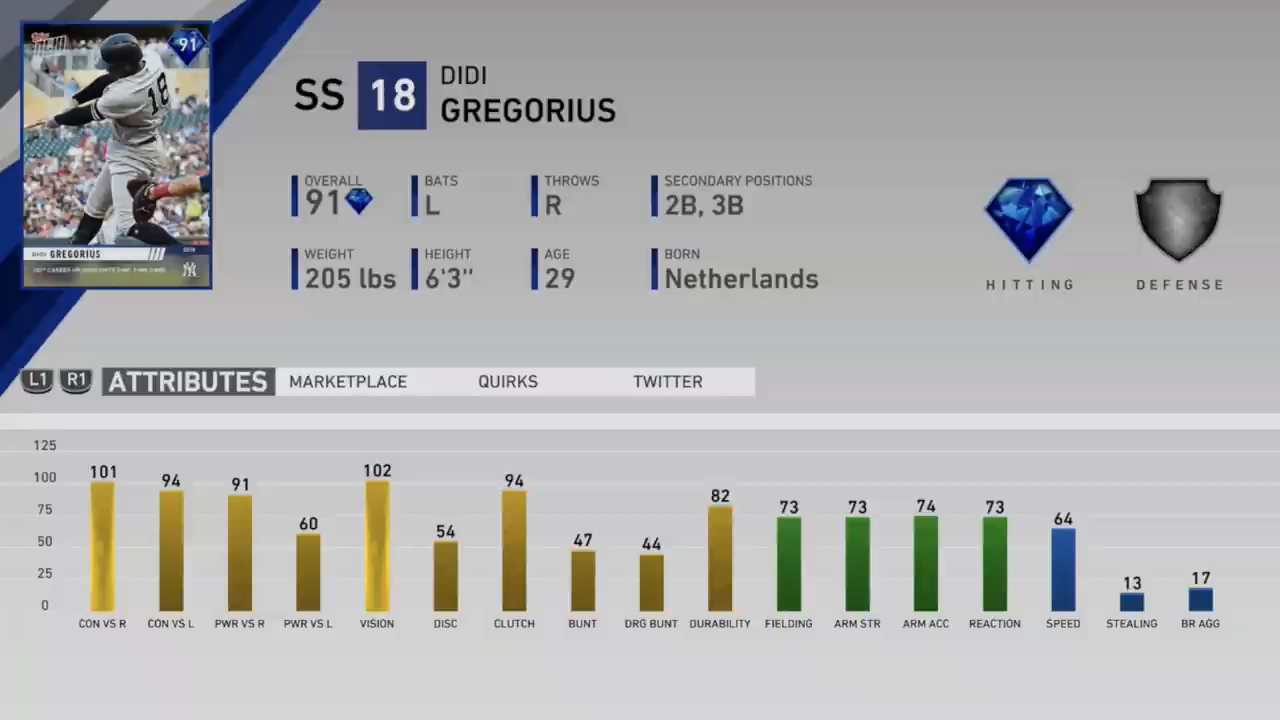 91
18
DIDI GREGORIUS
2019
SS 18 DIDI
GREGORIUS
OVERALL BATS THROWS SECONDARY POSITIONS
91 L R 2B, 3B
WEIGHT HEIGHT AGE BORN
205 lbs 6'3" 29 Netherlands
HITTING DEFENSE
L1 R1 ATTRIBUTES MARKETPLACE QUIRKS TWITTER
125
100
75
50
25
0
101 94 91 60 102 54 94 47 44 82 73 73 74 73 64 13 17
CON VS R CON VS L PWR VS R PWR VS L VISION DISC CLUTCH BUNT DRG BUNT DURABILITY FIELDING ARM STR ARM ACC REACTION SPEED STEALING BR AGG